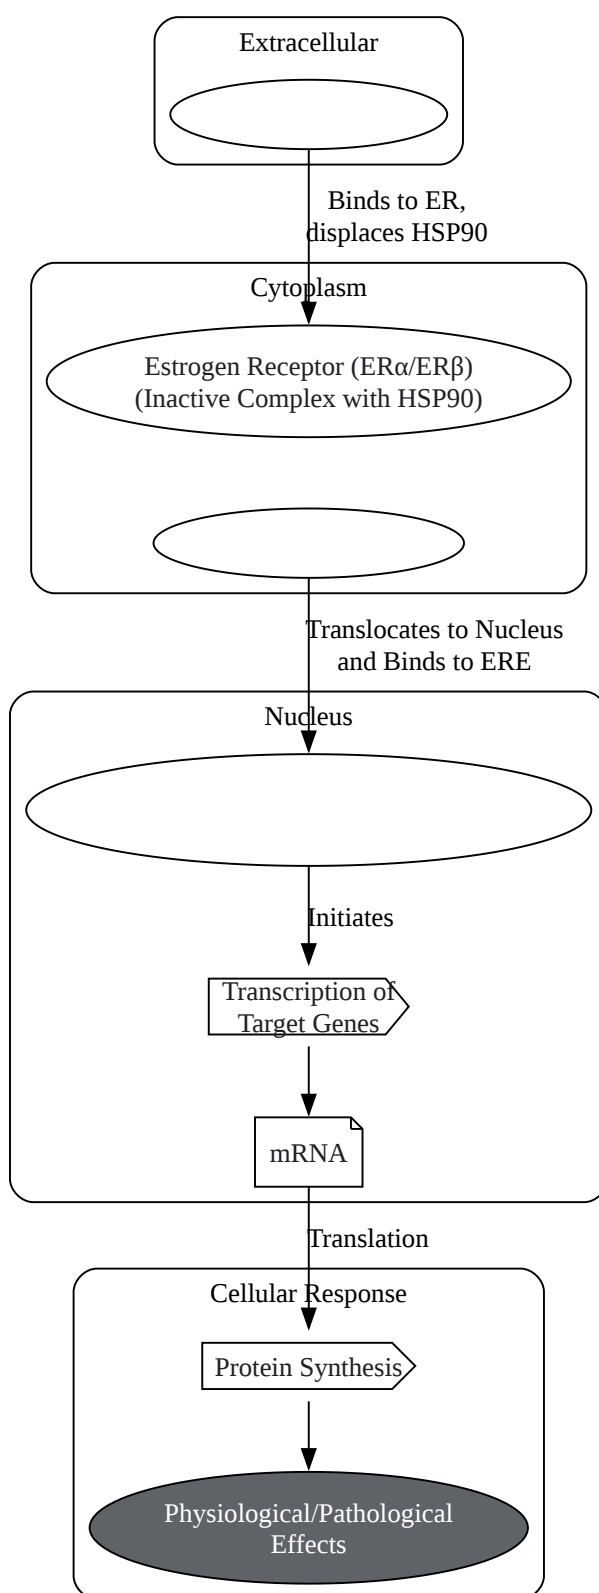 Extracellular
Binds to ER,
displaces HSP90
Cytoplasm
Estrogen Receptor (ERα/ERβ)
(Inactive Complex with HSP90)
Translocates to Nucleus
and Binds to ERE
Nucleus
Initiates
Transcription of
Target Genes
mRNA
Translation
Cellular Response
Protein Synthesis
Physiological/Pathological
Effects